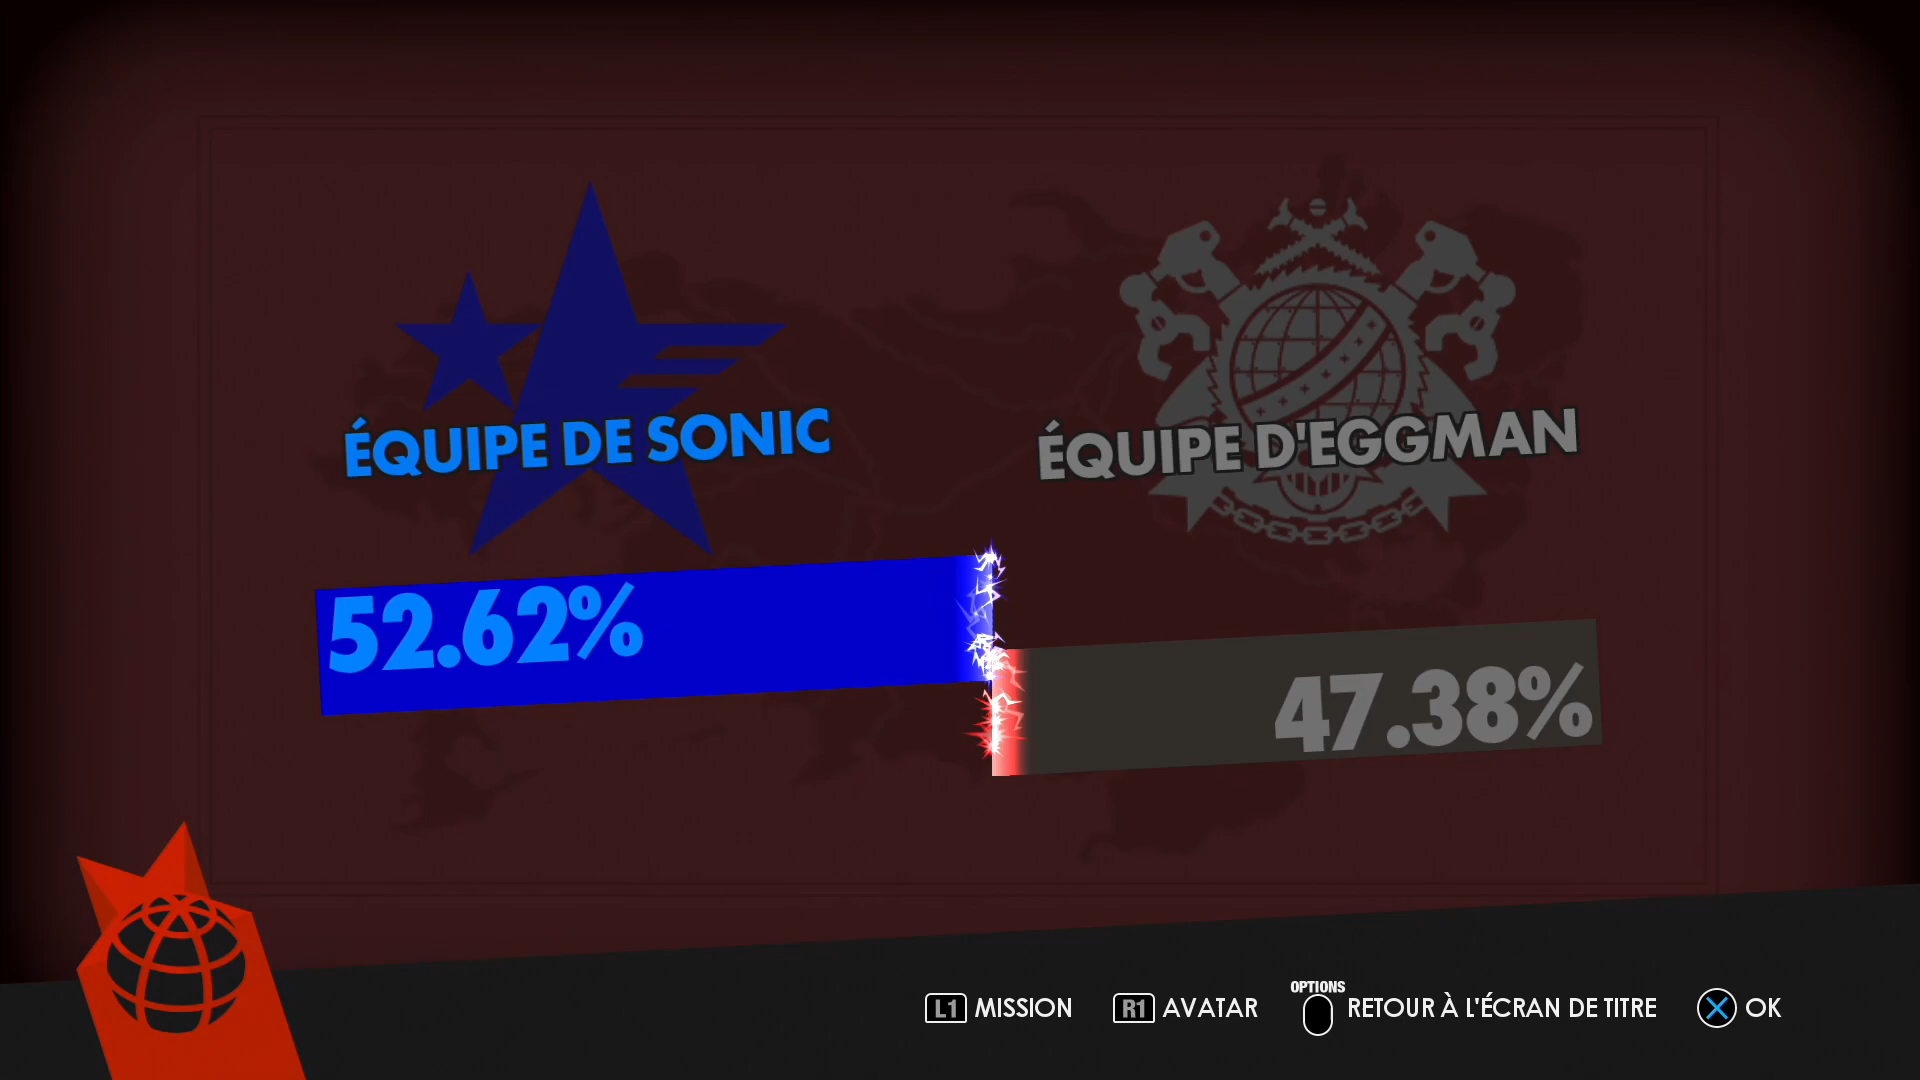 ÉQUIPE DE SONIC
ÉQUIPE D'EGGMAN
52.62%
47.38%
L1 MISSION
R1 AVATAR
OPTIONS
RETOUR À L'ÉCRAN DE TITRE
OK